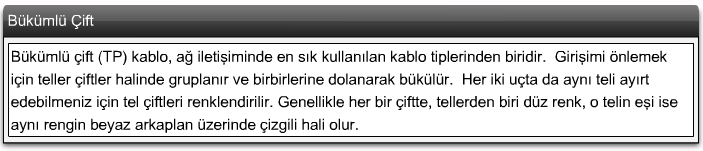 Bükümlü Çift
Bükümlü çift (TP) kablo, ağ iletişiminde en sık kullanılan kablo tiplerinden biridir.  Girişimi önlemek
için teller çiftler halinde gruplanır ve birbirlerine dolanarak bükülür.  Her iki uçta da aynı teli ayırt
edebilmeniz için tel çiftleri renklendirilir. Genellikle her bir çiftte, tellerden biri düz renk, o telin eşi ise
aynı rengin beyaz arkaplan üzerinde çizgili hali olur.